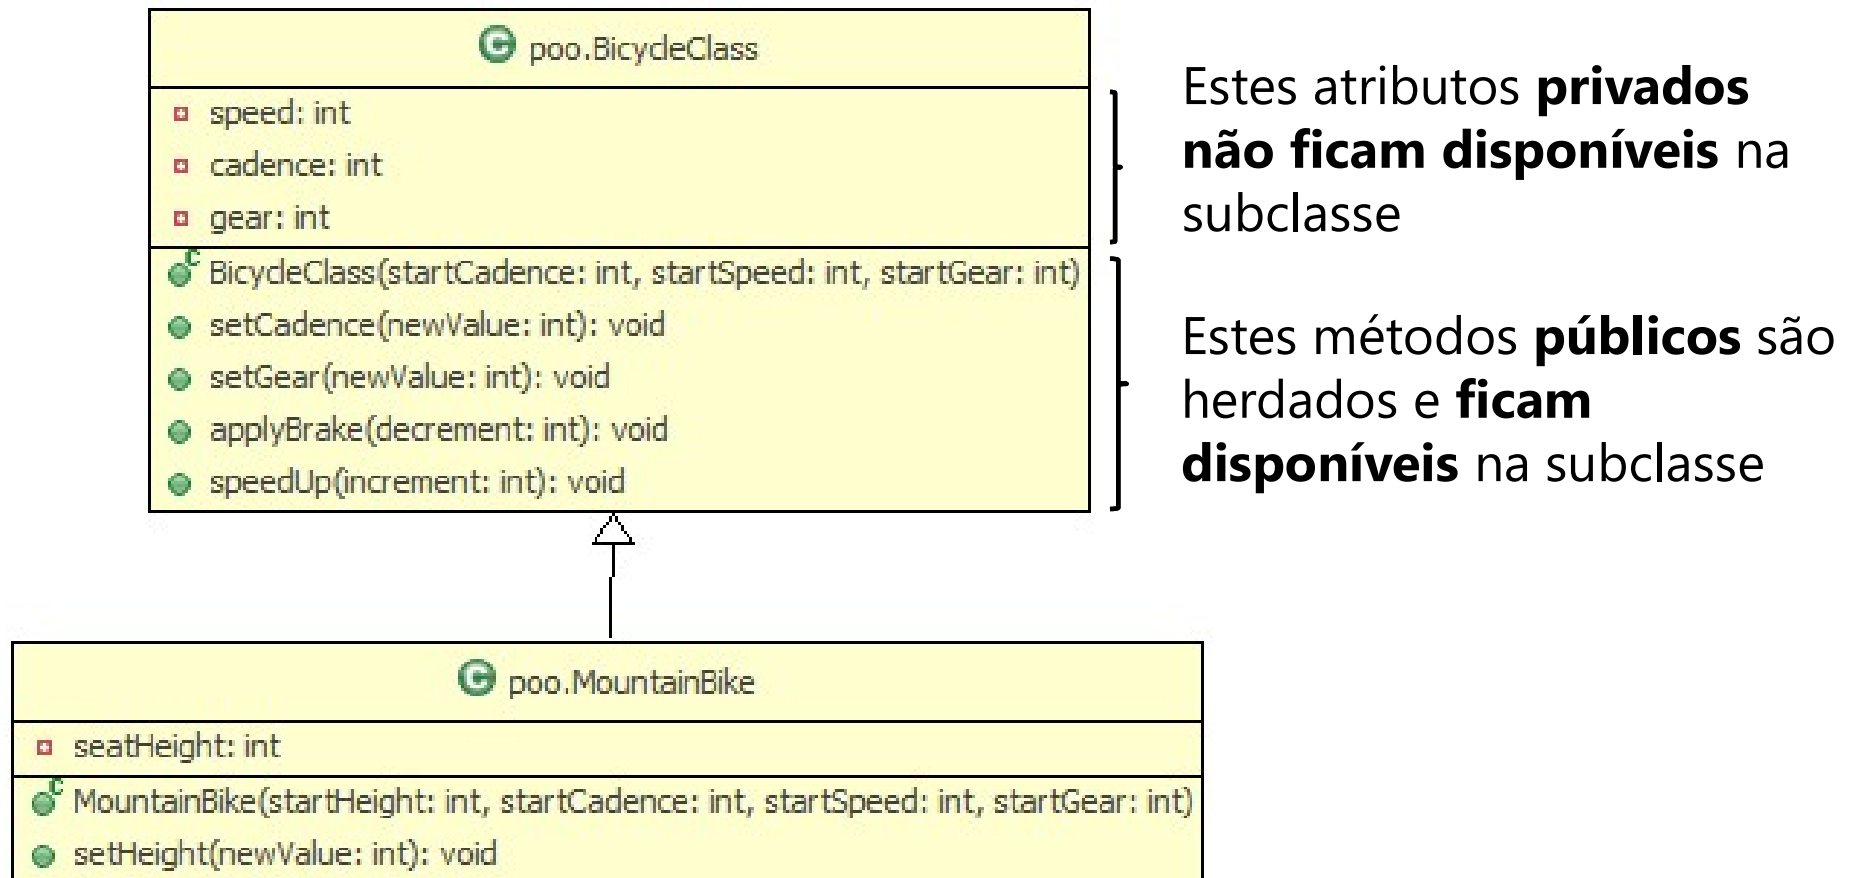 poo.BicycleClass
speed: int
cadence: int
gear: int
BicycleClass(startCadence: int, startSpeed: int, startGear: int)
setCadence(newValue: int): void
setGear(newValue: int): void
applyBrake(decrement: int): void
speedUp(increment: int): void
Estes atributos privados
não ficam disponíveis na
subclasse
Estes métodos públicos são
herdados e ficam
disponíveis na subclasse
poo.MountainBike
seatHeight: int
MountainBike(startHeight: int, startCadence: int, startSpeed: int, startGear: int)
setHeight(newValue: int): void